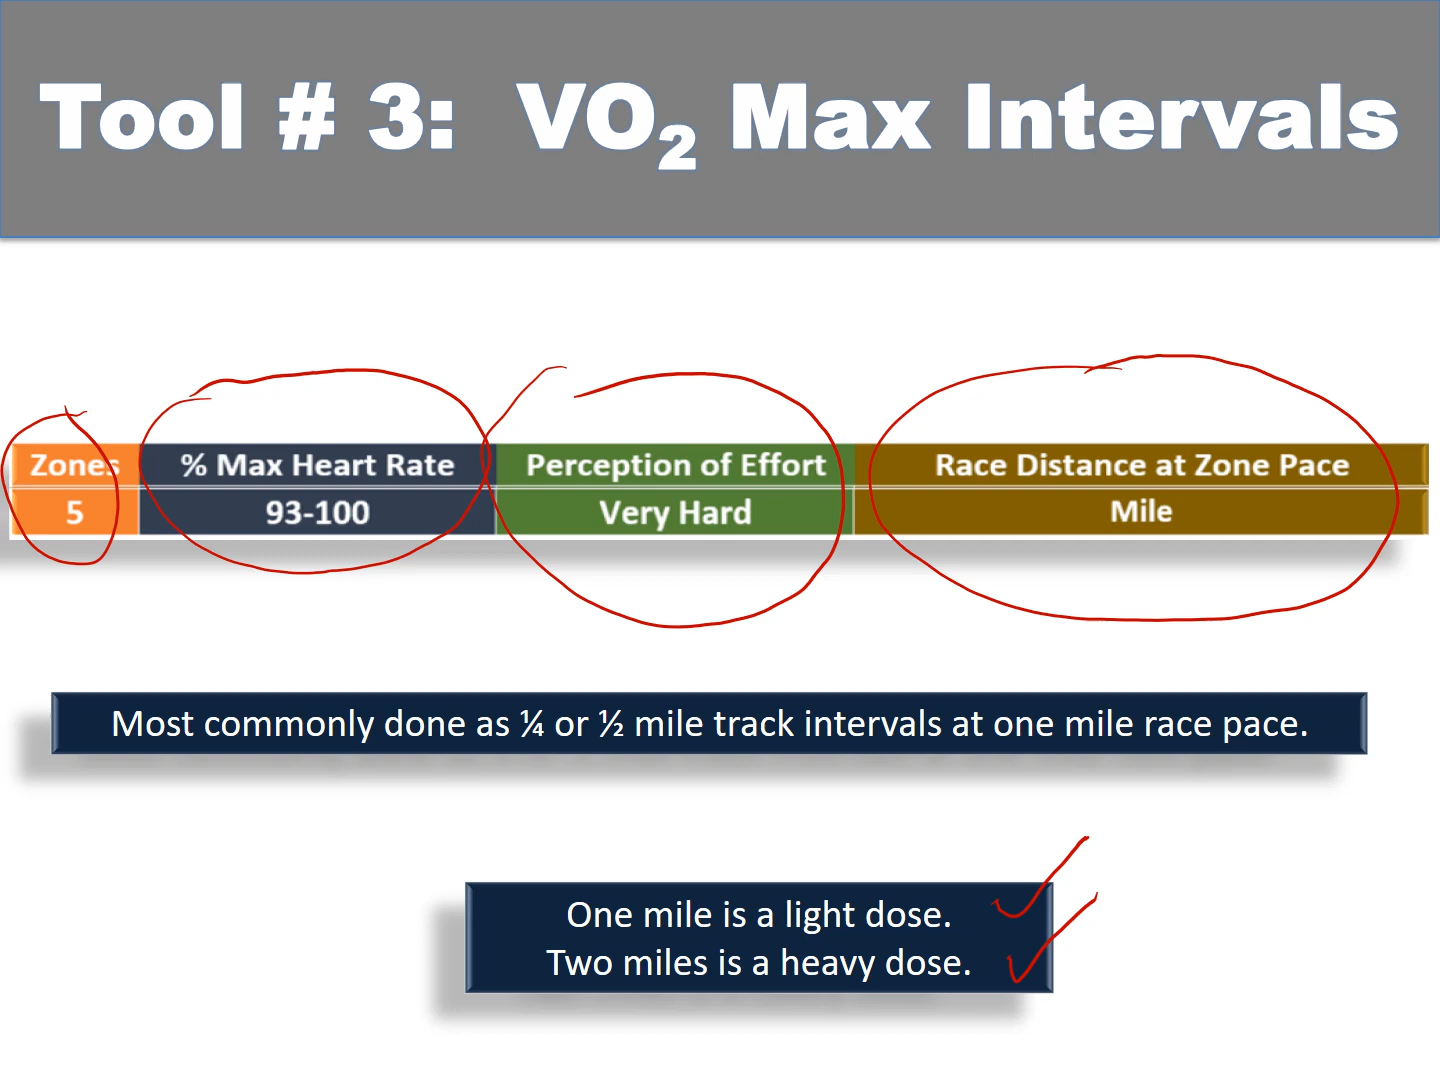 Tool # 3: VO₂ Max Intervals
Zones % Max Heart Rate Perception of Effort Race Distance at Zone Pace
5 93-100 Very Hard Mile
Most commonly done as ¼ or ½ mile track intervals at one mile race pace.
One mile is a light dose.
Two miles is a heavy dose.